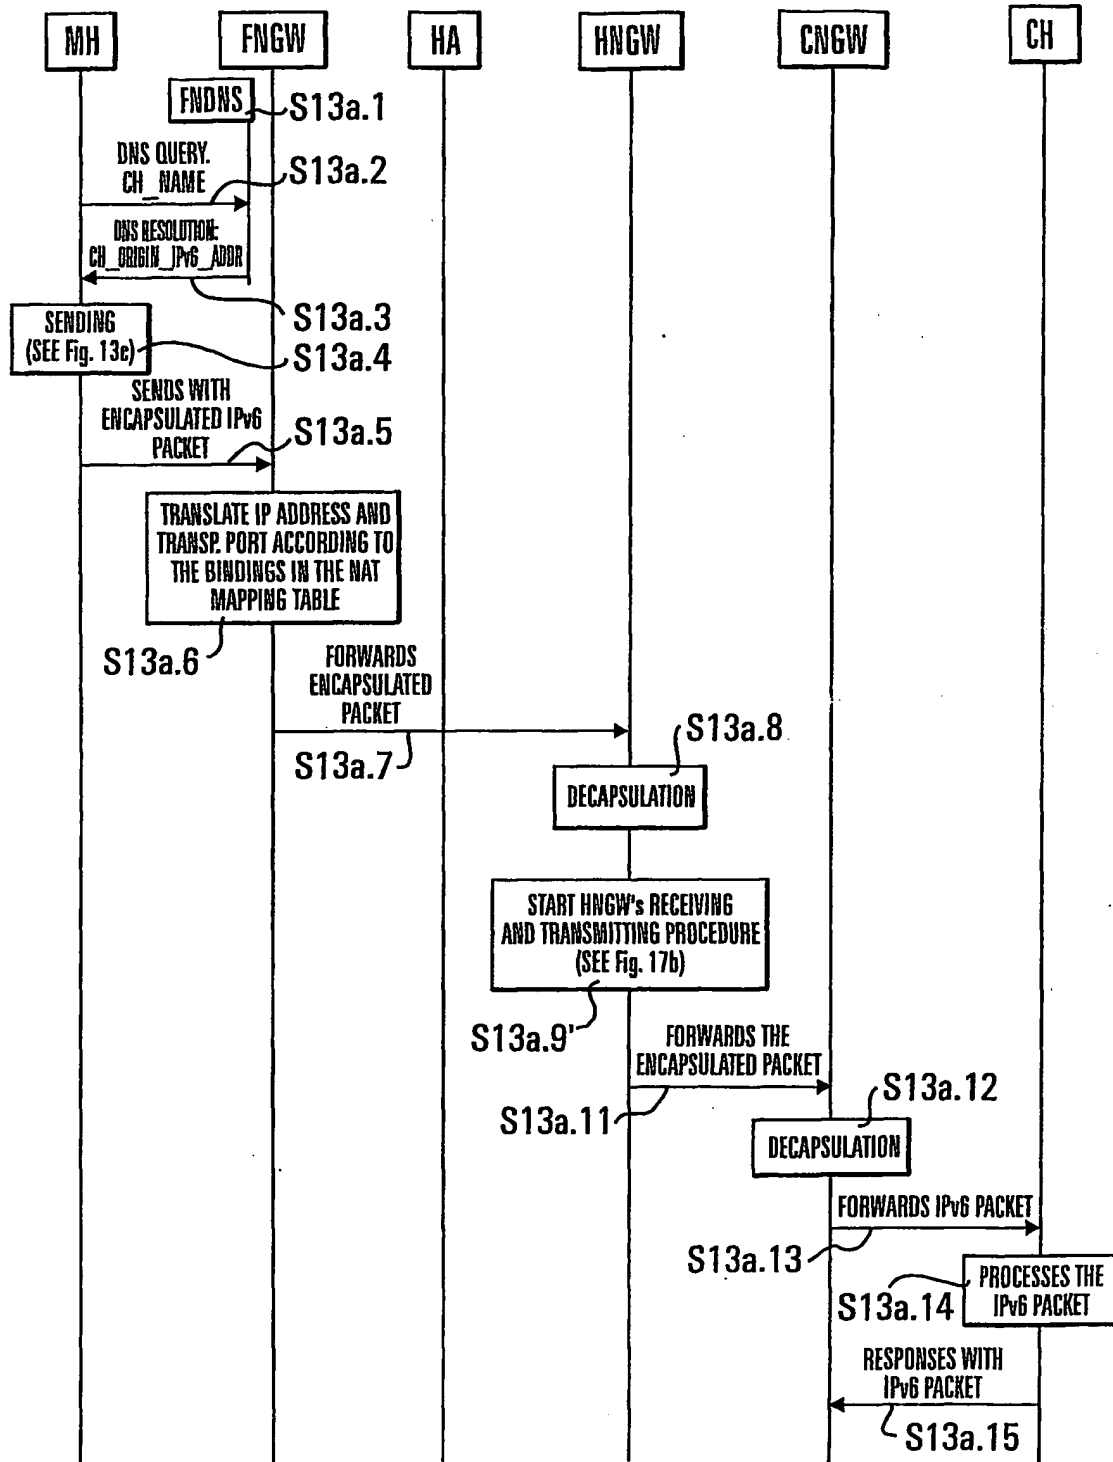 MH
FNGW
HA
HNGW
CNGW
CH
FNDNS
S13a.1
DNS QUERY.
CH_NAME
S13a.2
DNS RESOLUTION:
CH_ORIGIN_IPv6_ADDR
S13a.3
SENDING
(SEE Fig. 13e)
S13a.4
SENDS WITH
ENCAPSULATED IPv6
PACKET
S13a.5
TRANSLATE IP ADDRESS AND
TRANSP. PORT ACCORDING TO
THE BINDINGS IN THE NAT
MAPPING TABLE
S13a.6
FORWARDS
ENCAPSULATED
PACKET
S13a.7
S13a.8
DECAPSULATION
START HNGW's RECEIVING
AND TRANSMITTING PROCEDURE
(SEE Fig. 17b)
S13a.9'
FORWARDS THE
ENCAPSULATED PACKET
S13a.11
S13a.12
DECAPSULATION
FORWARDS IPv6 PACKET
S13a.13
PROCESSES THE
IPv6 PACKET
S13a.14
RESPONSES WITH
IPv6 PACKET
S13a.15